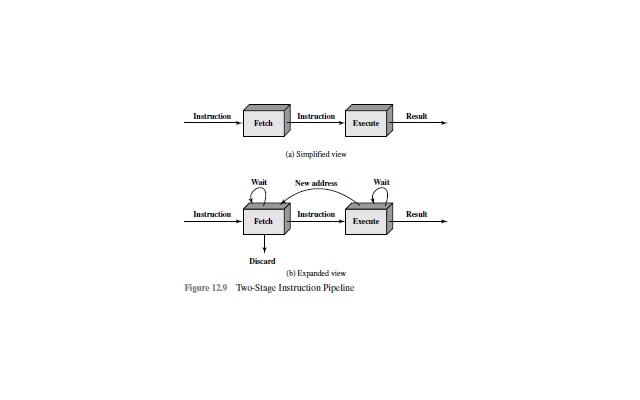 Instruction Fetch Instruction Execute Result
(a) Simplified view
Wait New address Wait
Instruction Fetch Instruction Execute Result
Discard
(b) Expanded view
Figure 12.9 Two-Stage Instruction Pipeline